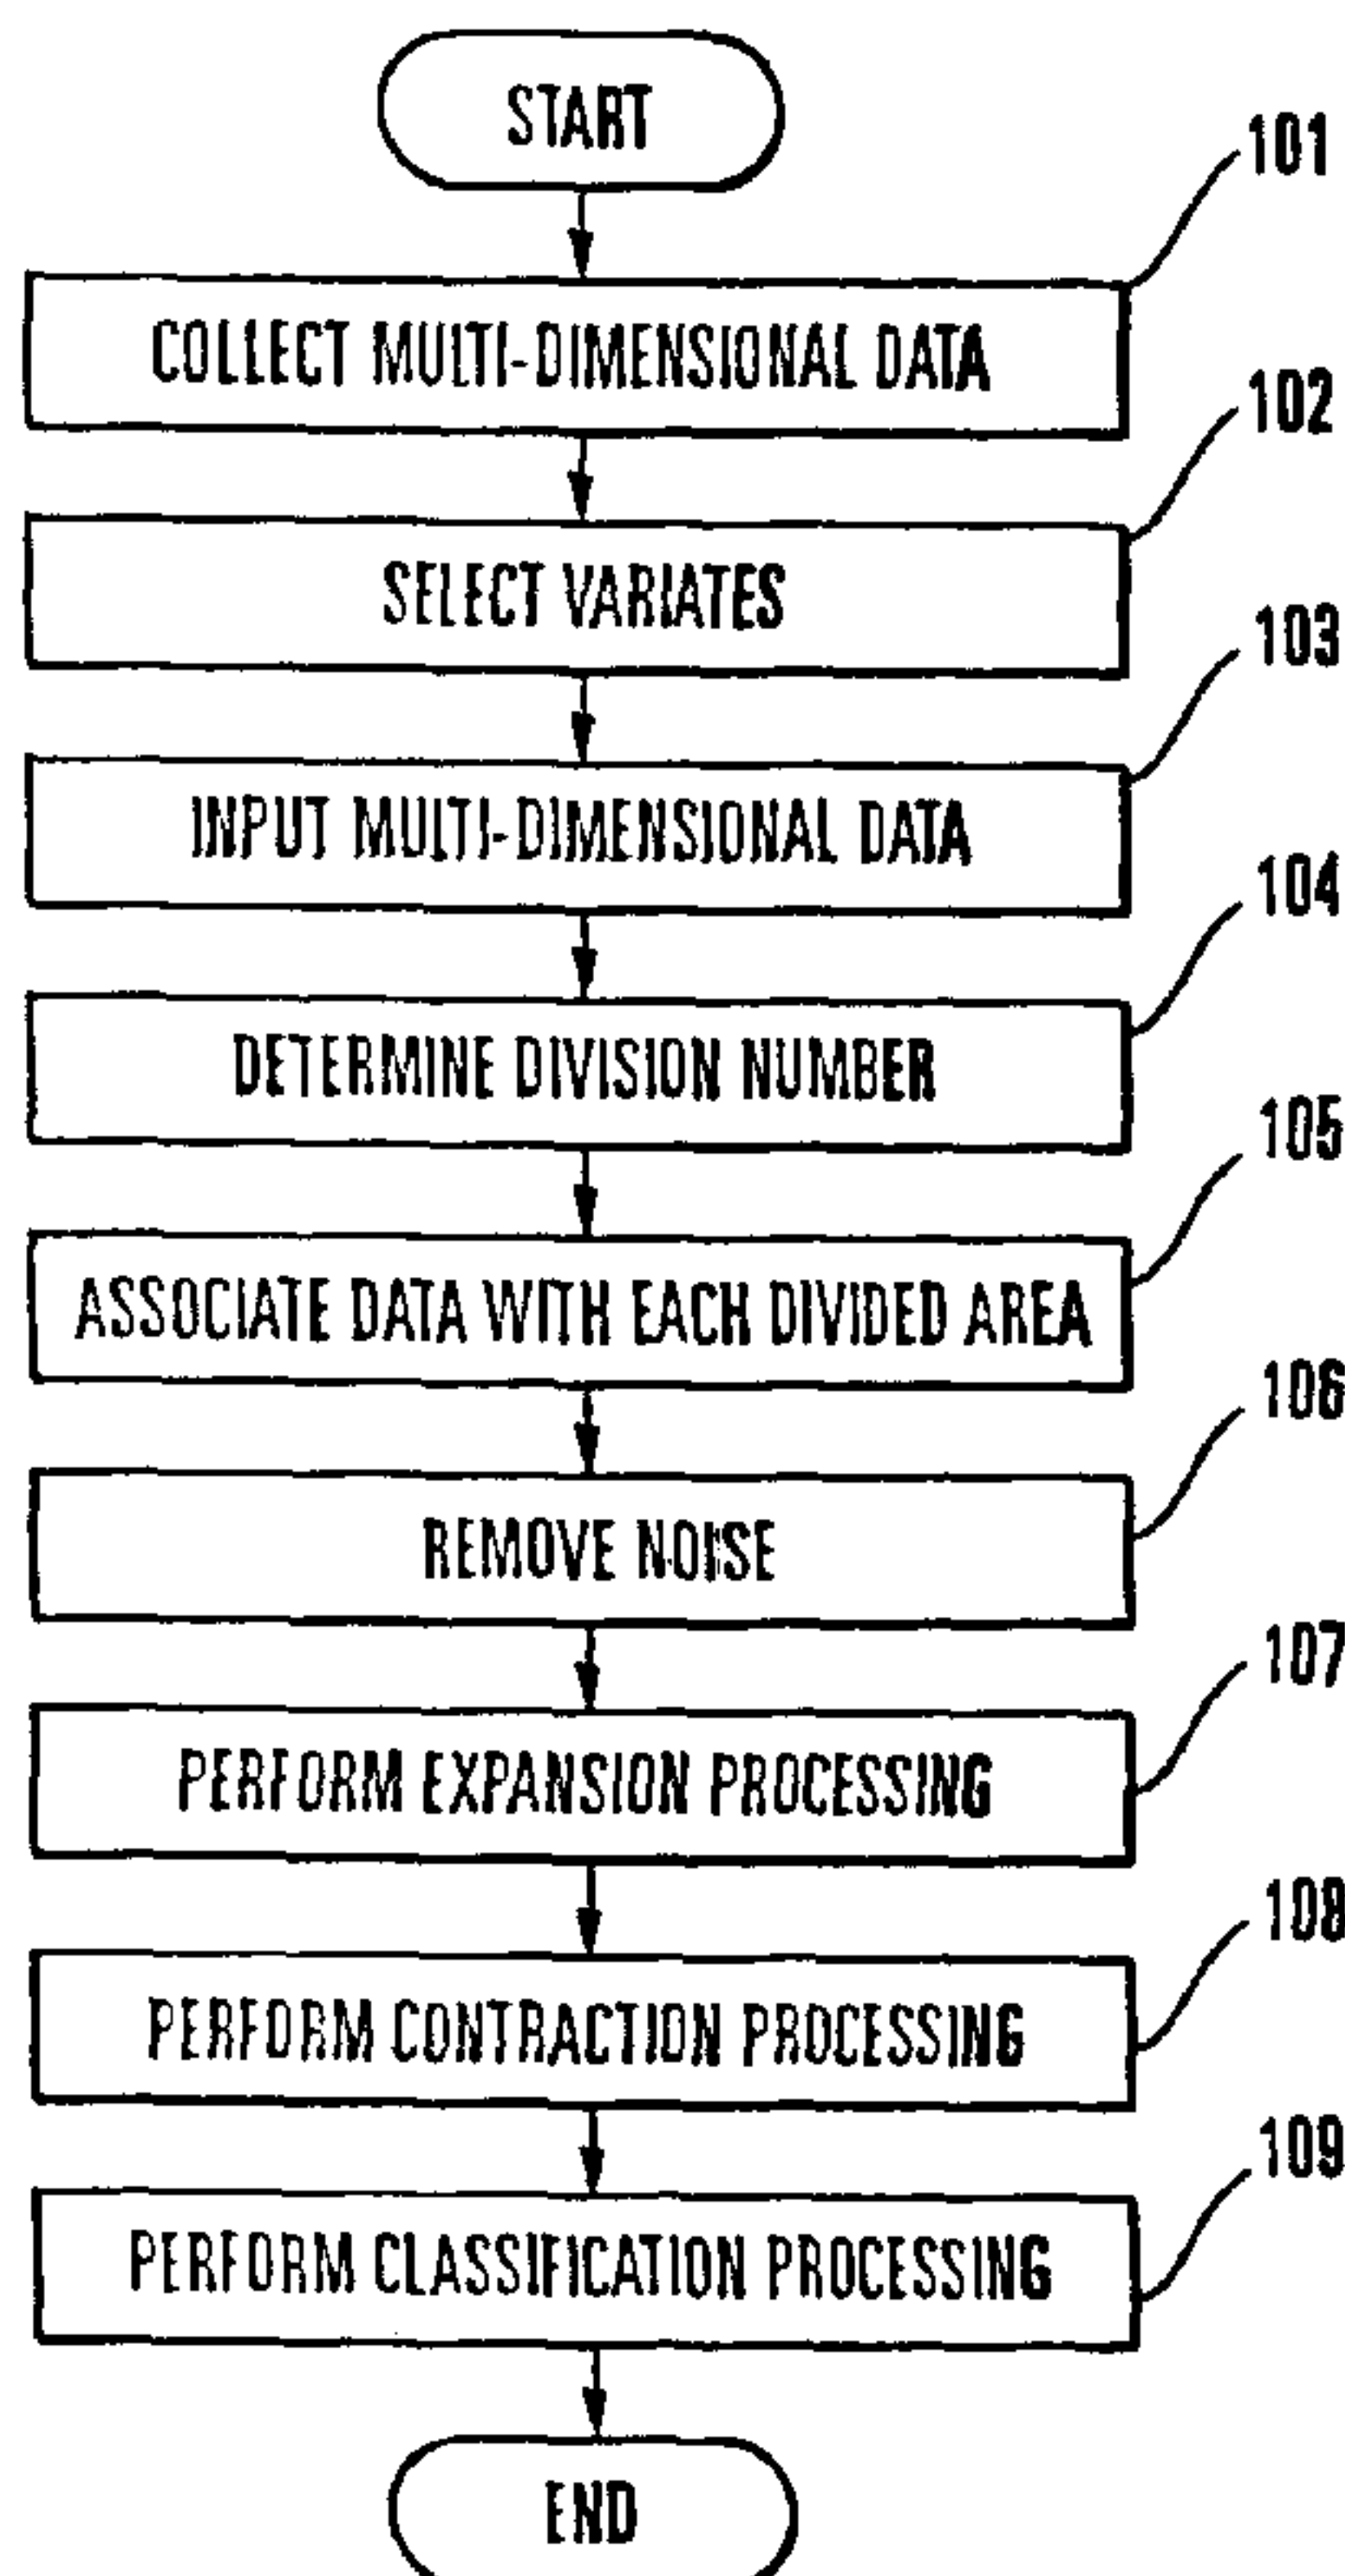 START
101
COLLECT MULTI-DIMENSIONAL DATA
102
SELECT VARIATES
103
INPUT MULTI-DIMENSIONAL DATA
104
DETERMINE DIVISION NUMBER
105
ASSOCIATE DATA WITH EACH DIVIDED AREA
106
REMOVE NOISE
107
PERFORM EXPANSION PROCESSING
108
PERFORM CONTRACTION PROCESSING
109
PERFORM CLASSIFICATION PROCESSING
END